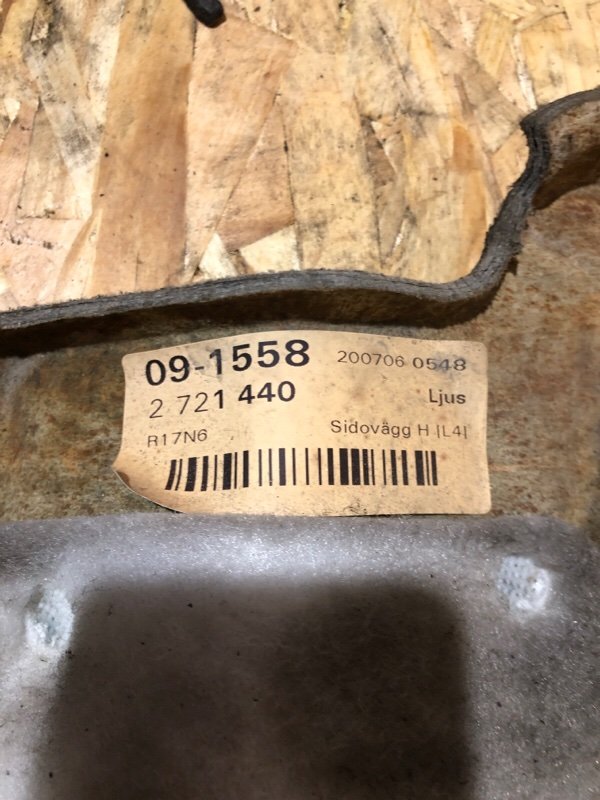 09-1558 200706 0548
2 721 440 Ljus
R17N6 Sidovägg H |L4|